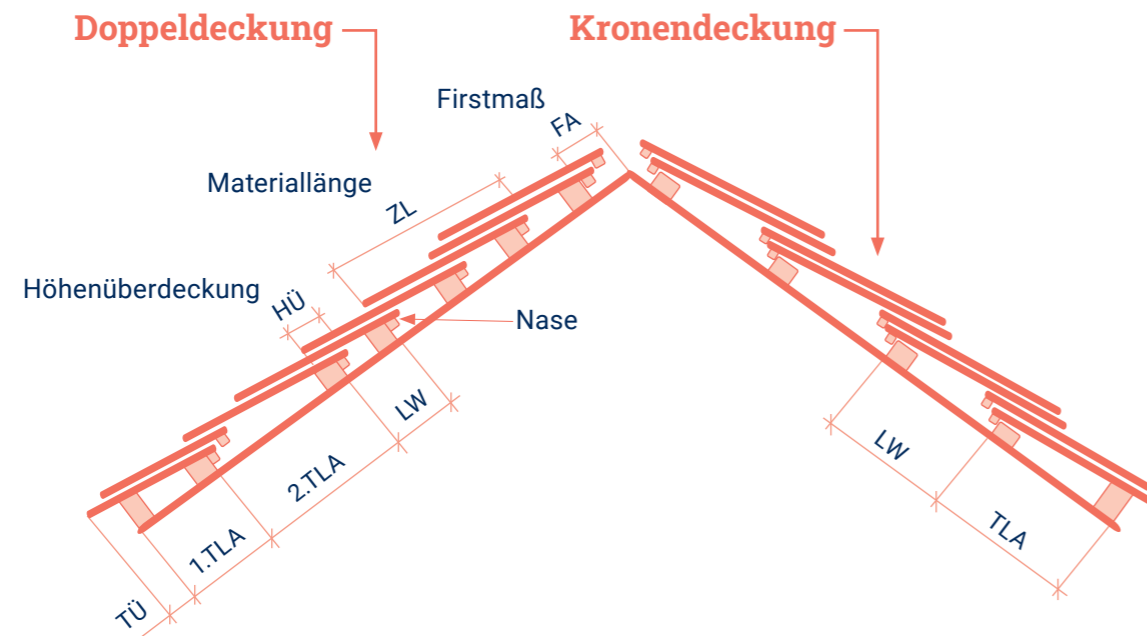 Doppeldeckung
Kronendeckung
Firstmaß
FA
Materiallänge
ZL
Höhenüberdeckung
HÜ
Nase
LW
2.TLA
1.TLA
TÜ
LW
TLA